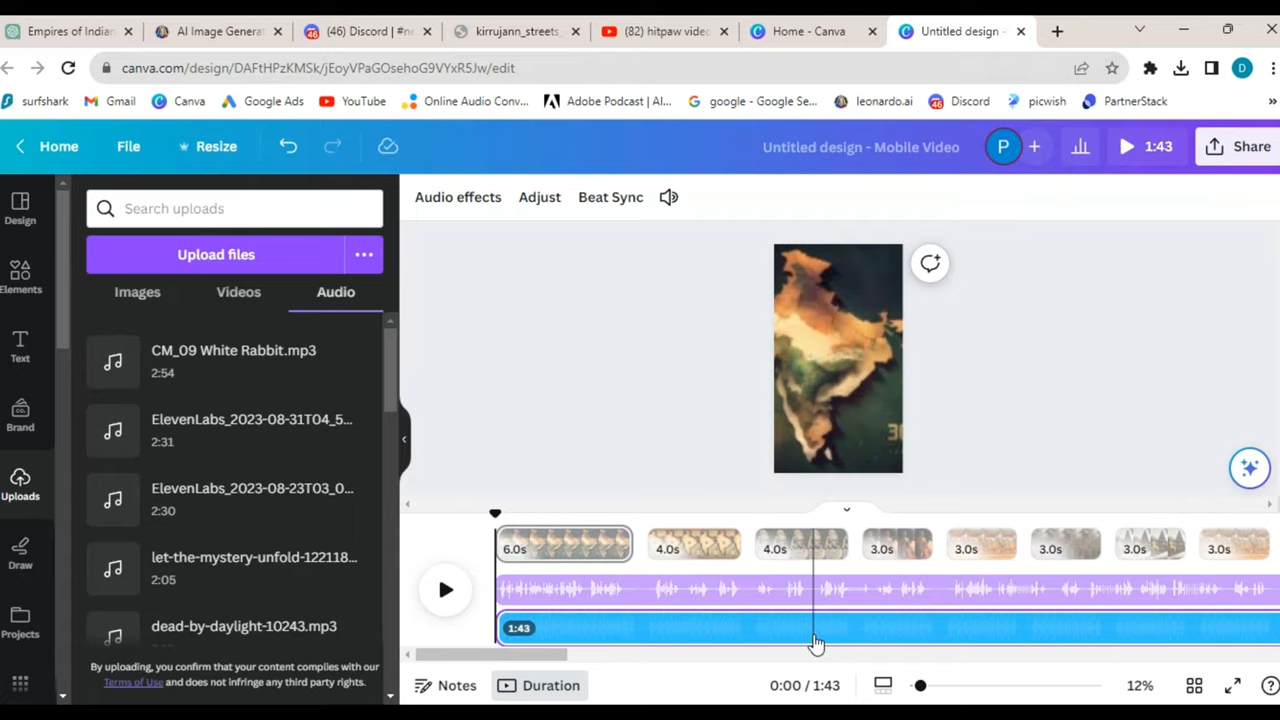 Empires of Indian
AI Image Genera
(46) Discord | #ne
kirrujann_streets_
(82) hitpaw vide
Home - Canva
Untitled design -
canva.com/design/DAFtHPzKMSk/jEoyVPaGOsehoG9VYxR5Jw/edit
surfshark
Gmail
Canva
Google Ads
YouTube
Online Audio Conv...
Adobe Podcast | AI...
google - Google Se...
leonardo.ai
Discord
picwish
PartnerStack
Home
File
Resize
Untitled design - Mobile Video
P
1:43
Share
Design
Elements
Text
Brand
Uploads
Draw
Projects
Search uploads
Upload files
Images
Videos
Audio
CM_09 White Rabbit.mp3
2:54
ElevenLabs_2023-08-31T04_5...
2:31
ElevenLabs_2023-08-23T03_0...
2:30
let-the-mystery-unfold-122118...
2:05
dead-by-daylight-10243.mp3
By uploading, you confirm that your content complies with our
Terms of Use and does not infringe any third party rights.
Audio effects
Adjust
Beat Sync
6.0s
4.0s
4.0s
3.0s
3.0s
3.0s
3.0s
3.0s
1:43
Notes
Duration
0:00 / 1:43
12%